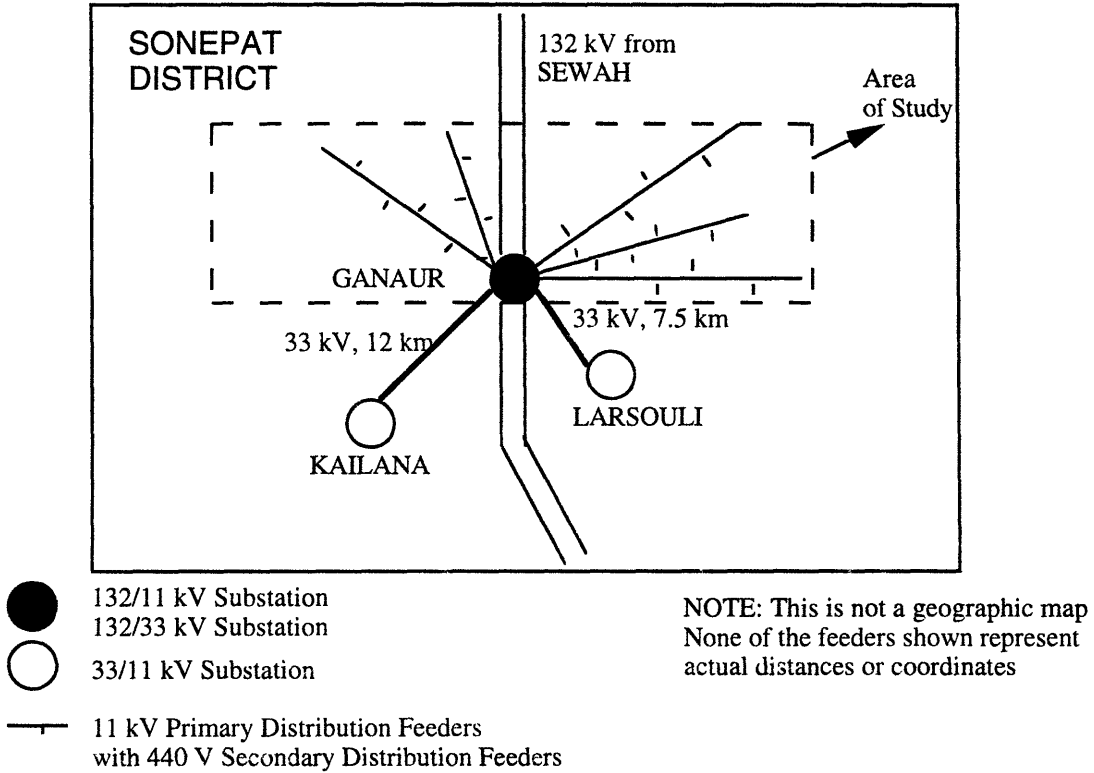 SONEPAT
DISTRICT
132 kV from
SEWAH
Area
of Study
GANAUR
33 kV, 12 km
33 kV, 7.5 km
LARSOULI
KAILANA
132/11 kV Substation
132/33 kV Substation
33/11 kV Substation
11 kV Primary Distribution Feeders
with 440 V Secondary Distribution Feeders
NOTE: This is not a geographic map
None of the feeders shown represent
actual distances or coordinates